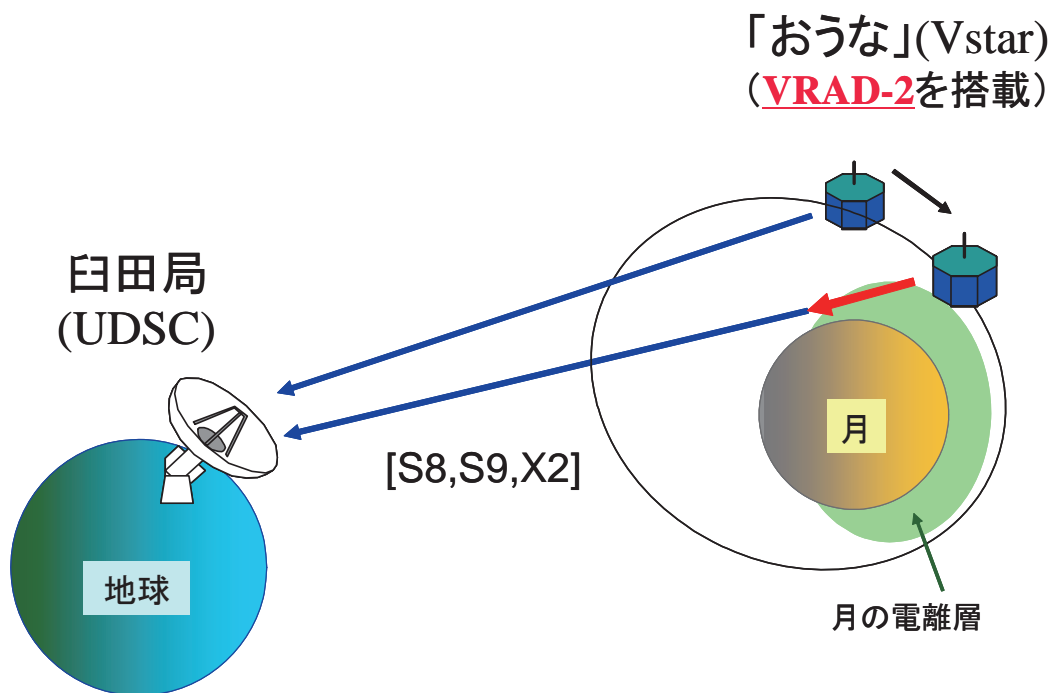 「おうな」(Vstar)
（VRAD-2を搭載）
臼田局
(UDSC)
[S8,S9,X2]
月
地球
月の電離層